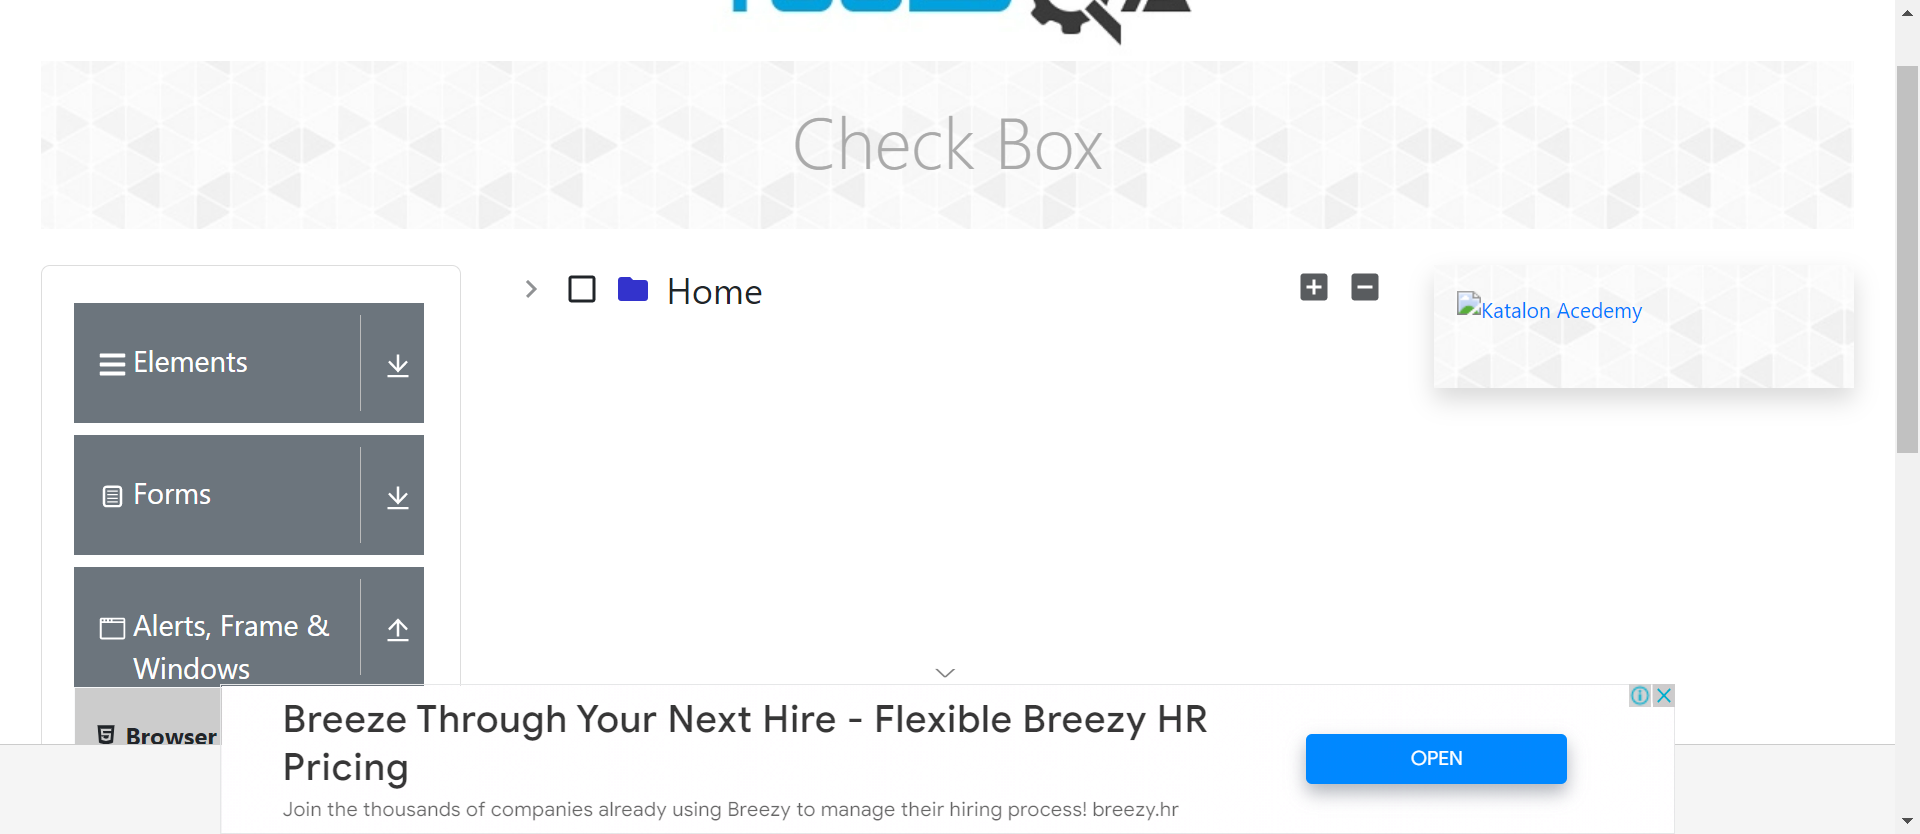 Check Box
Elements
Forms
Alerts, Frame &
Windows
Browser
Home
Katalon Acedemy
Breeze Through Your Next Hire - Flexible Breezy HR
Pricing
Join the thousands of companies already using Breezy to manage their hiring process! breezy.hr
OPEN